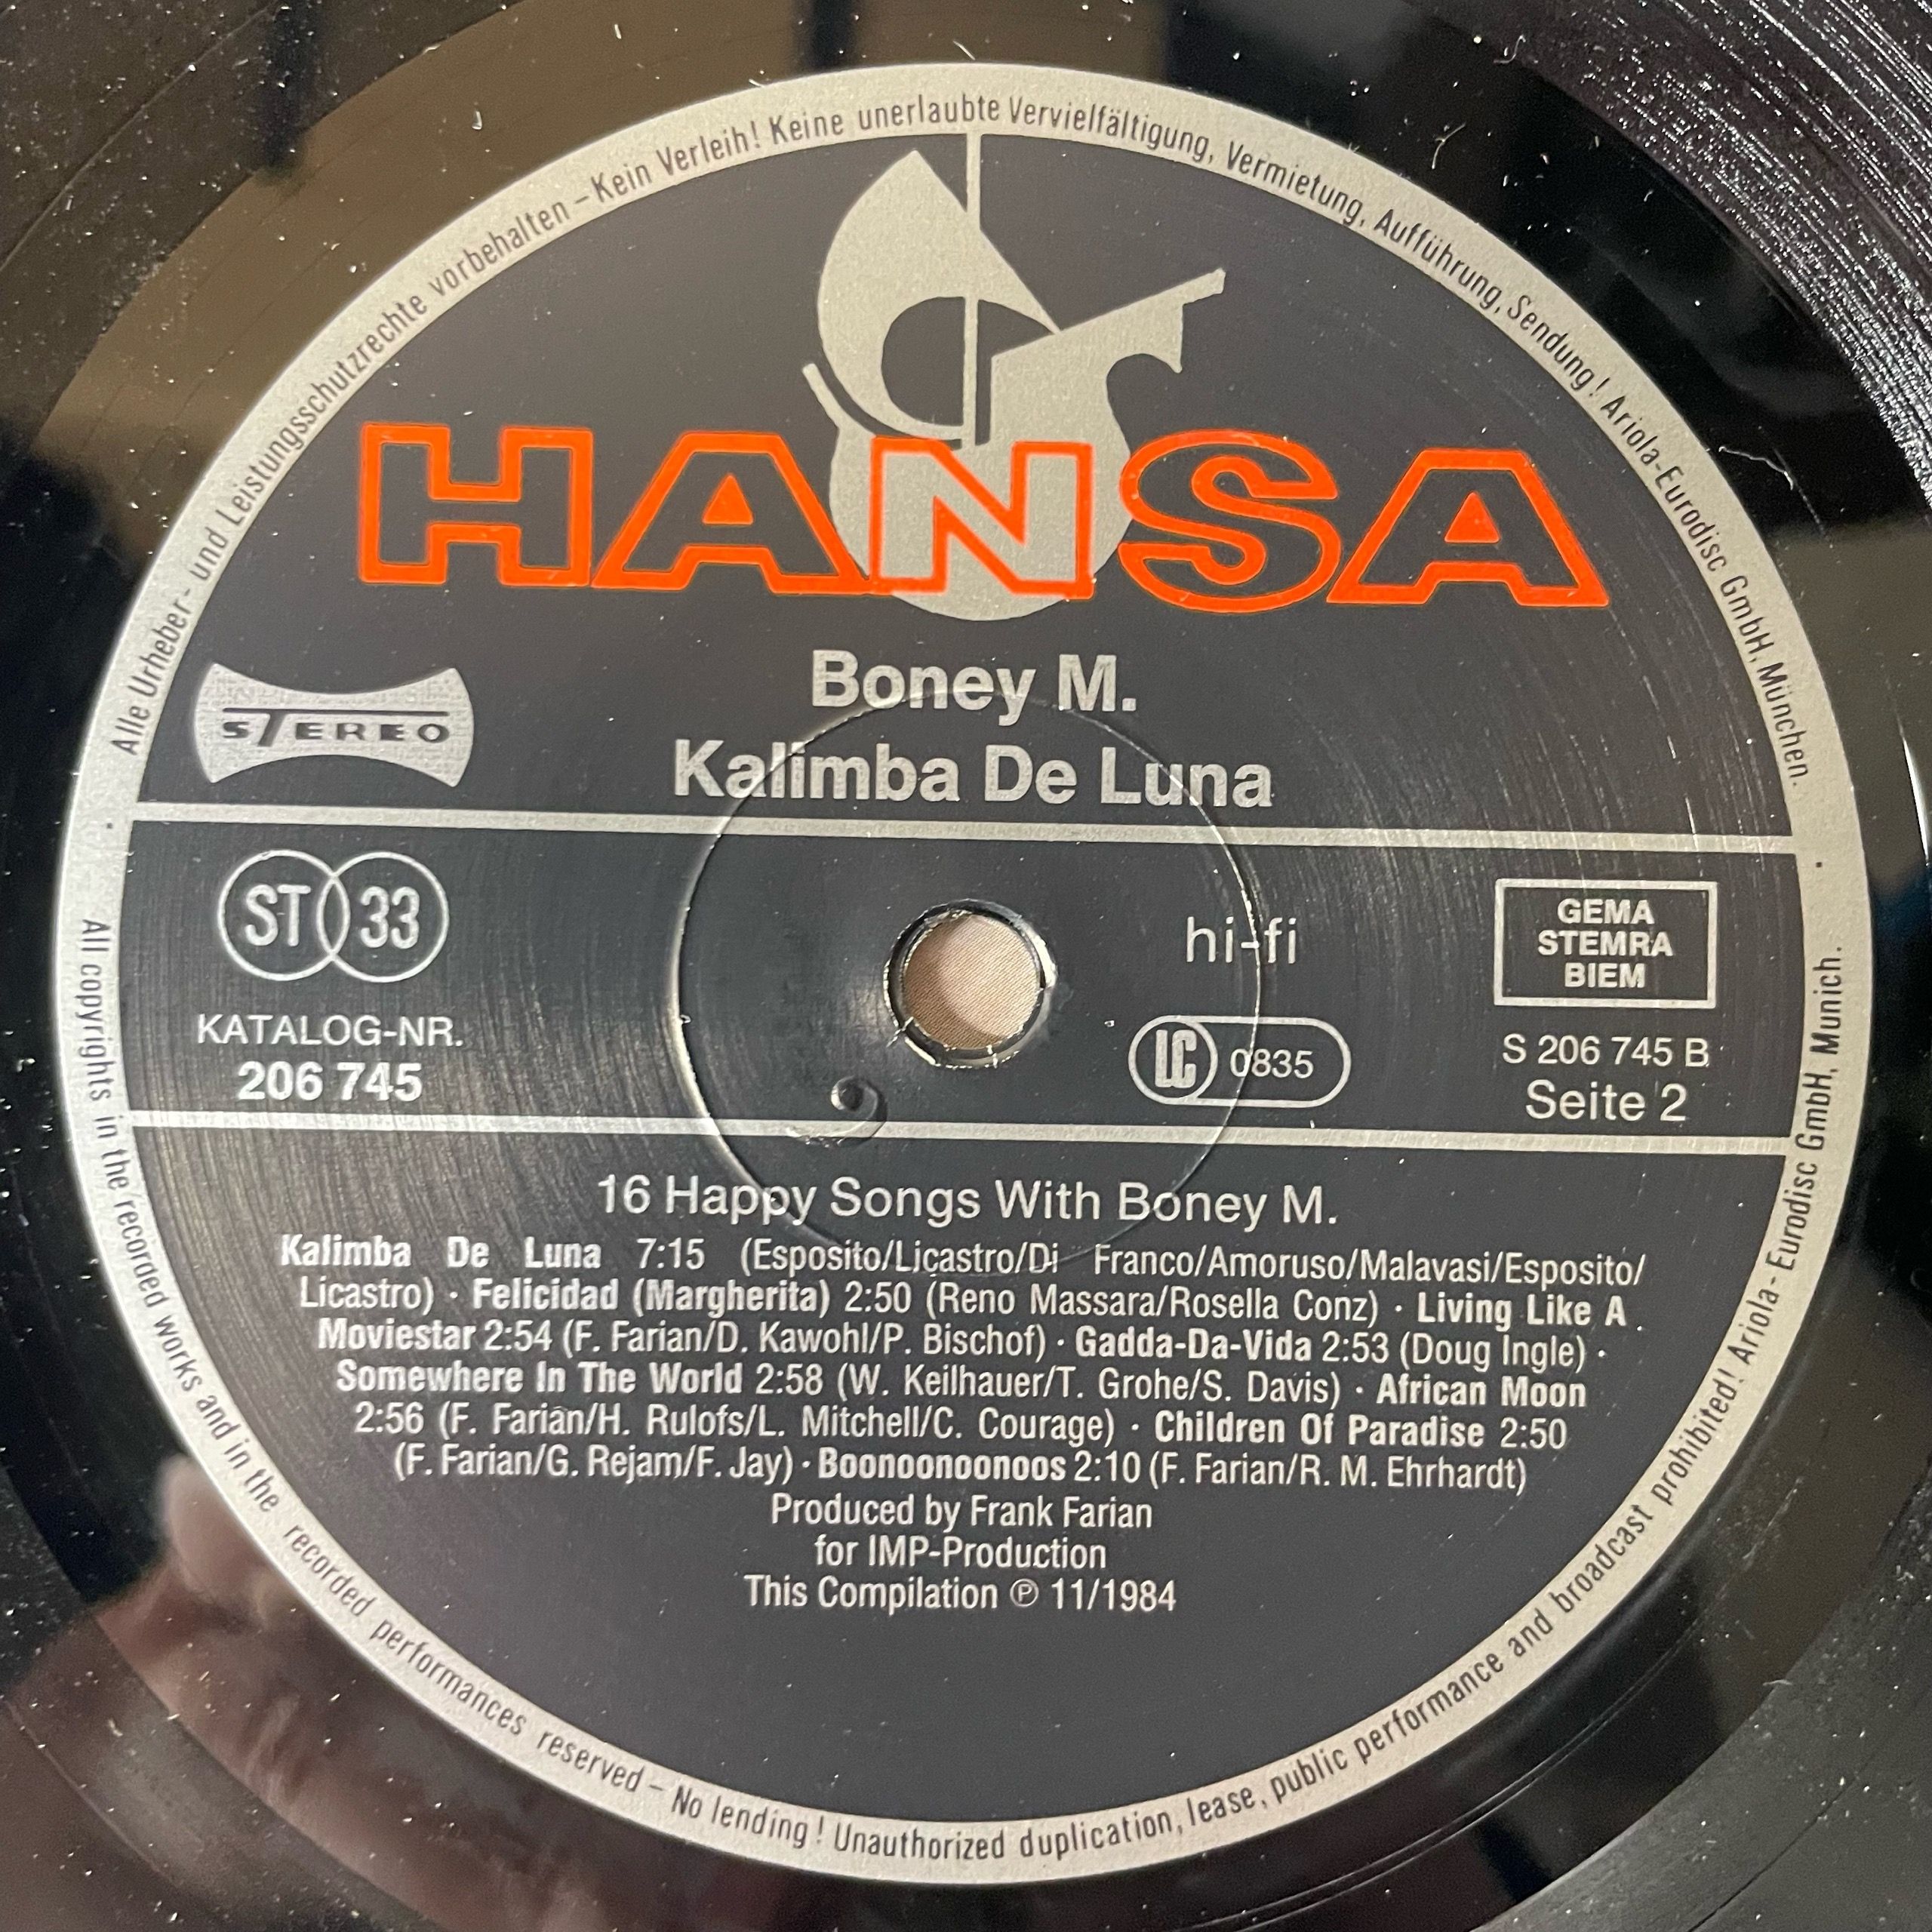 Alle Urheber- und Leistungsschutzrechte vorbehalten – Kein Verleih! Keine unerlaubte Vervielfältigung, Vermietung, Aufführung, Sendung! Ariola-Eurodisc GmbH, München.
HANSA
STEREO
Boney M.
Kalimba De Luna
ST 33
KATALOG-NR.
206 745
hi-fi
LC 0835
GEMA
STEMRA
BIEM
S 206 745 B
Seite 2
16 Happy Songs With Boney M.
Kalimba De Luna 7:15 (Esposito/Licastro/Di Franco/Amoruso/Malavasi/Esposito/
Licastro) · Felicidad (Margherita) 2:50 (Reno Massara/Rosella Conz) · Living Like A
Moviestar 2:54 (F. Farian/D. Kawohl/P. Bischof) · Gadda-Da-Vida 2:53 (Doug Ingle) ·
Somewhere In The World 2:58 (W. Keilhauer/T. Grohe/S. Davis) · African Moon
2:56 (F. Farian/H. Rulofs/L. Mitchell/C. Courage) · Children Of Paradise 2:50
(F. Farian/G. Rejam/F. Jay) · Boonoonoonoos 2:10 (F. Farian/R. M. Ehrhardt)
Produced by Frank Farian
for IMP-Production
This Compilation ℗ 11/1984
All copyrights in the recorded works and in the recorded performances reserved – No lending! Unauthorized duplication, lease, public performance and broadcast prohibited! Ariola-Eurodisc GmbH, Munich.